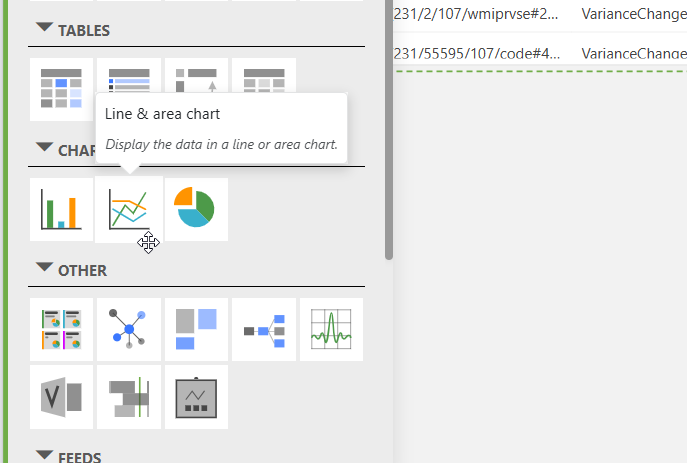 TABLES
231/2/107/wmiprvse#2... VarianceChange
231/55595/107/code#4... VarianceChange
Line & area chart
Display the data in a line or area chart.
CHAR
OTHER
FEEDS